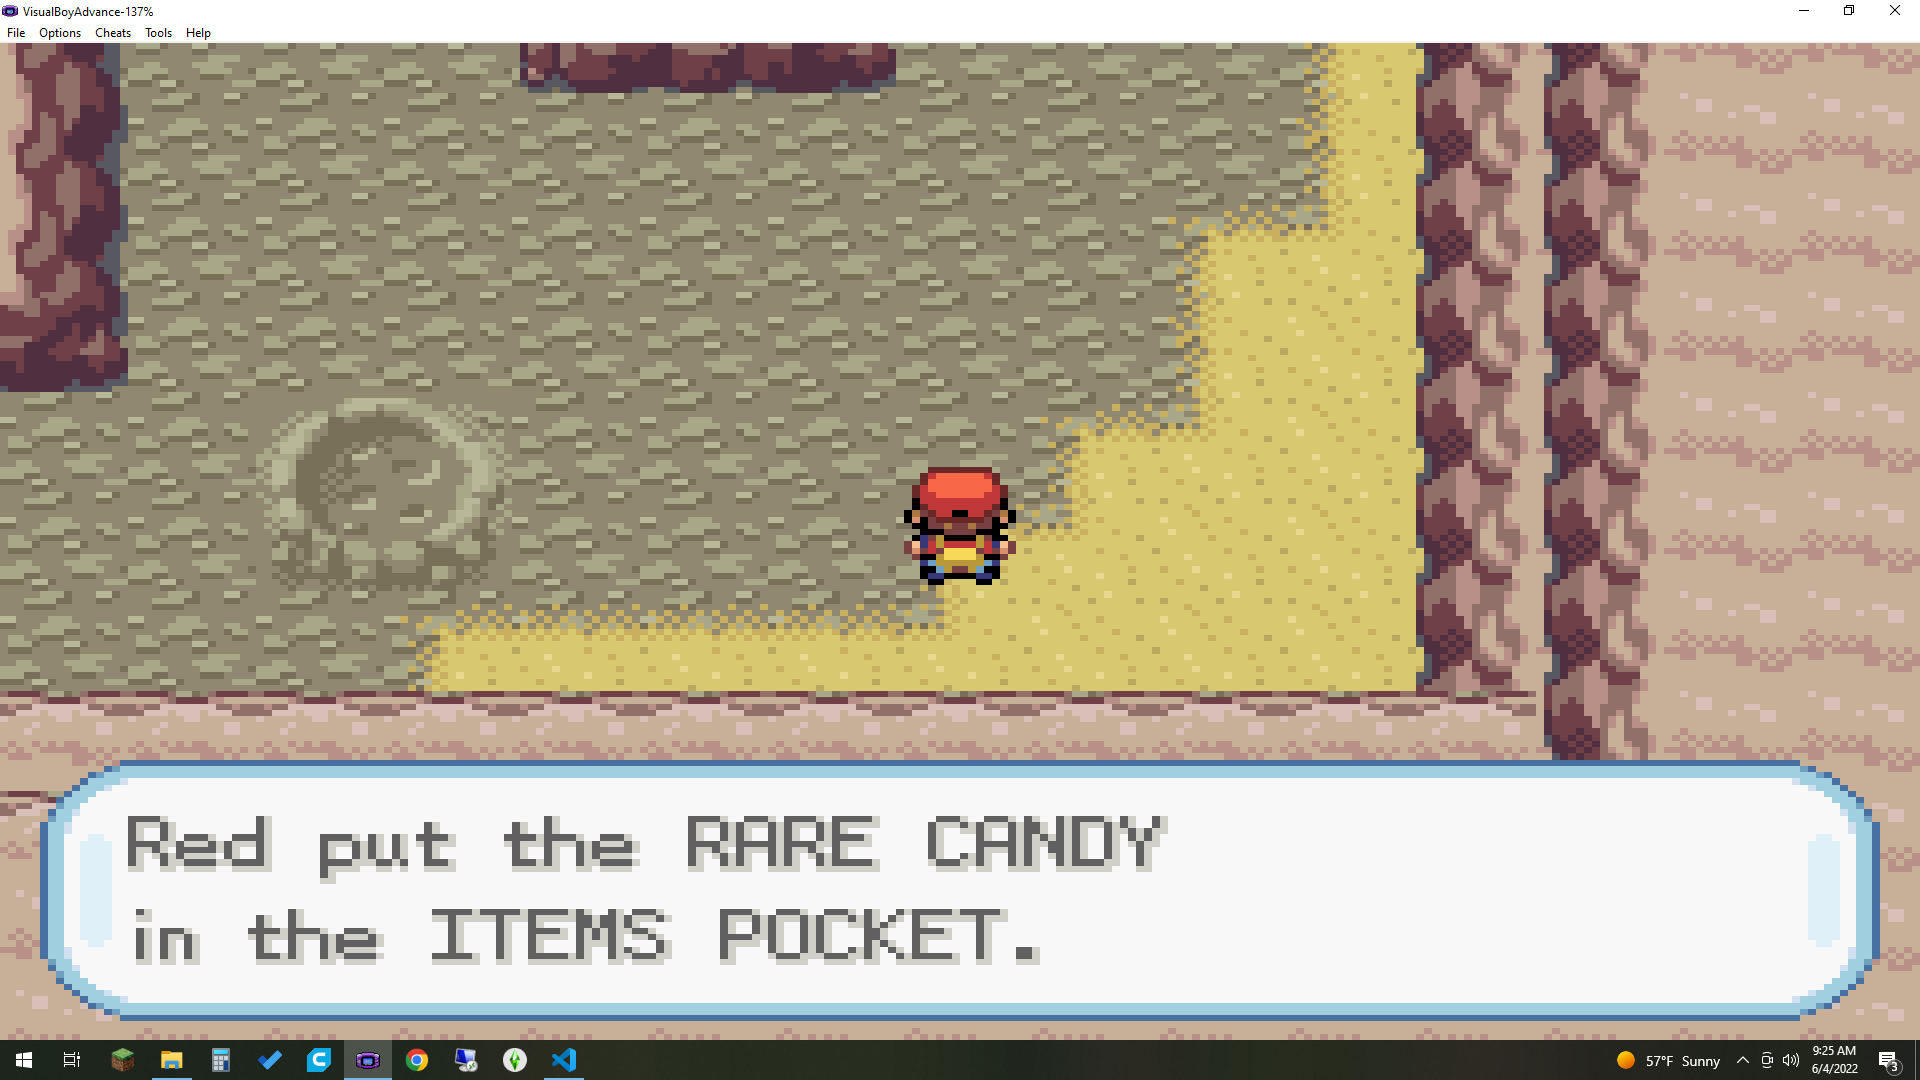 VisualBoyAdvance-137%
File Options Cheats Tools Help
Red put the RARE CANDY
in the ITEMS POCKET.
57°F Sunny
9:25 AM
6/4/2022
3